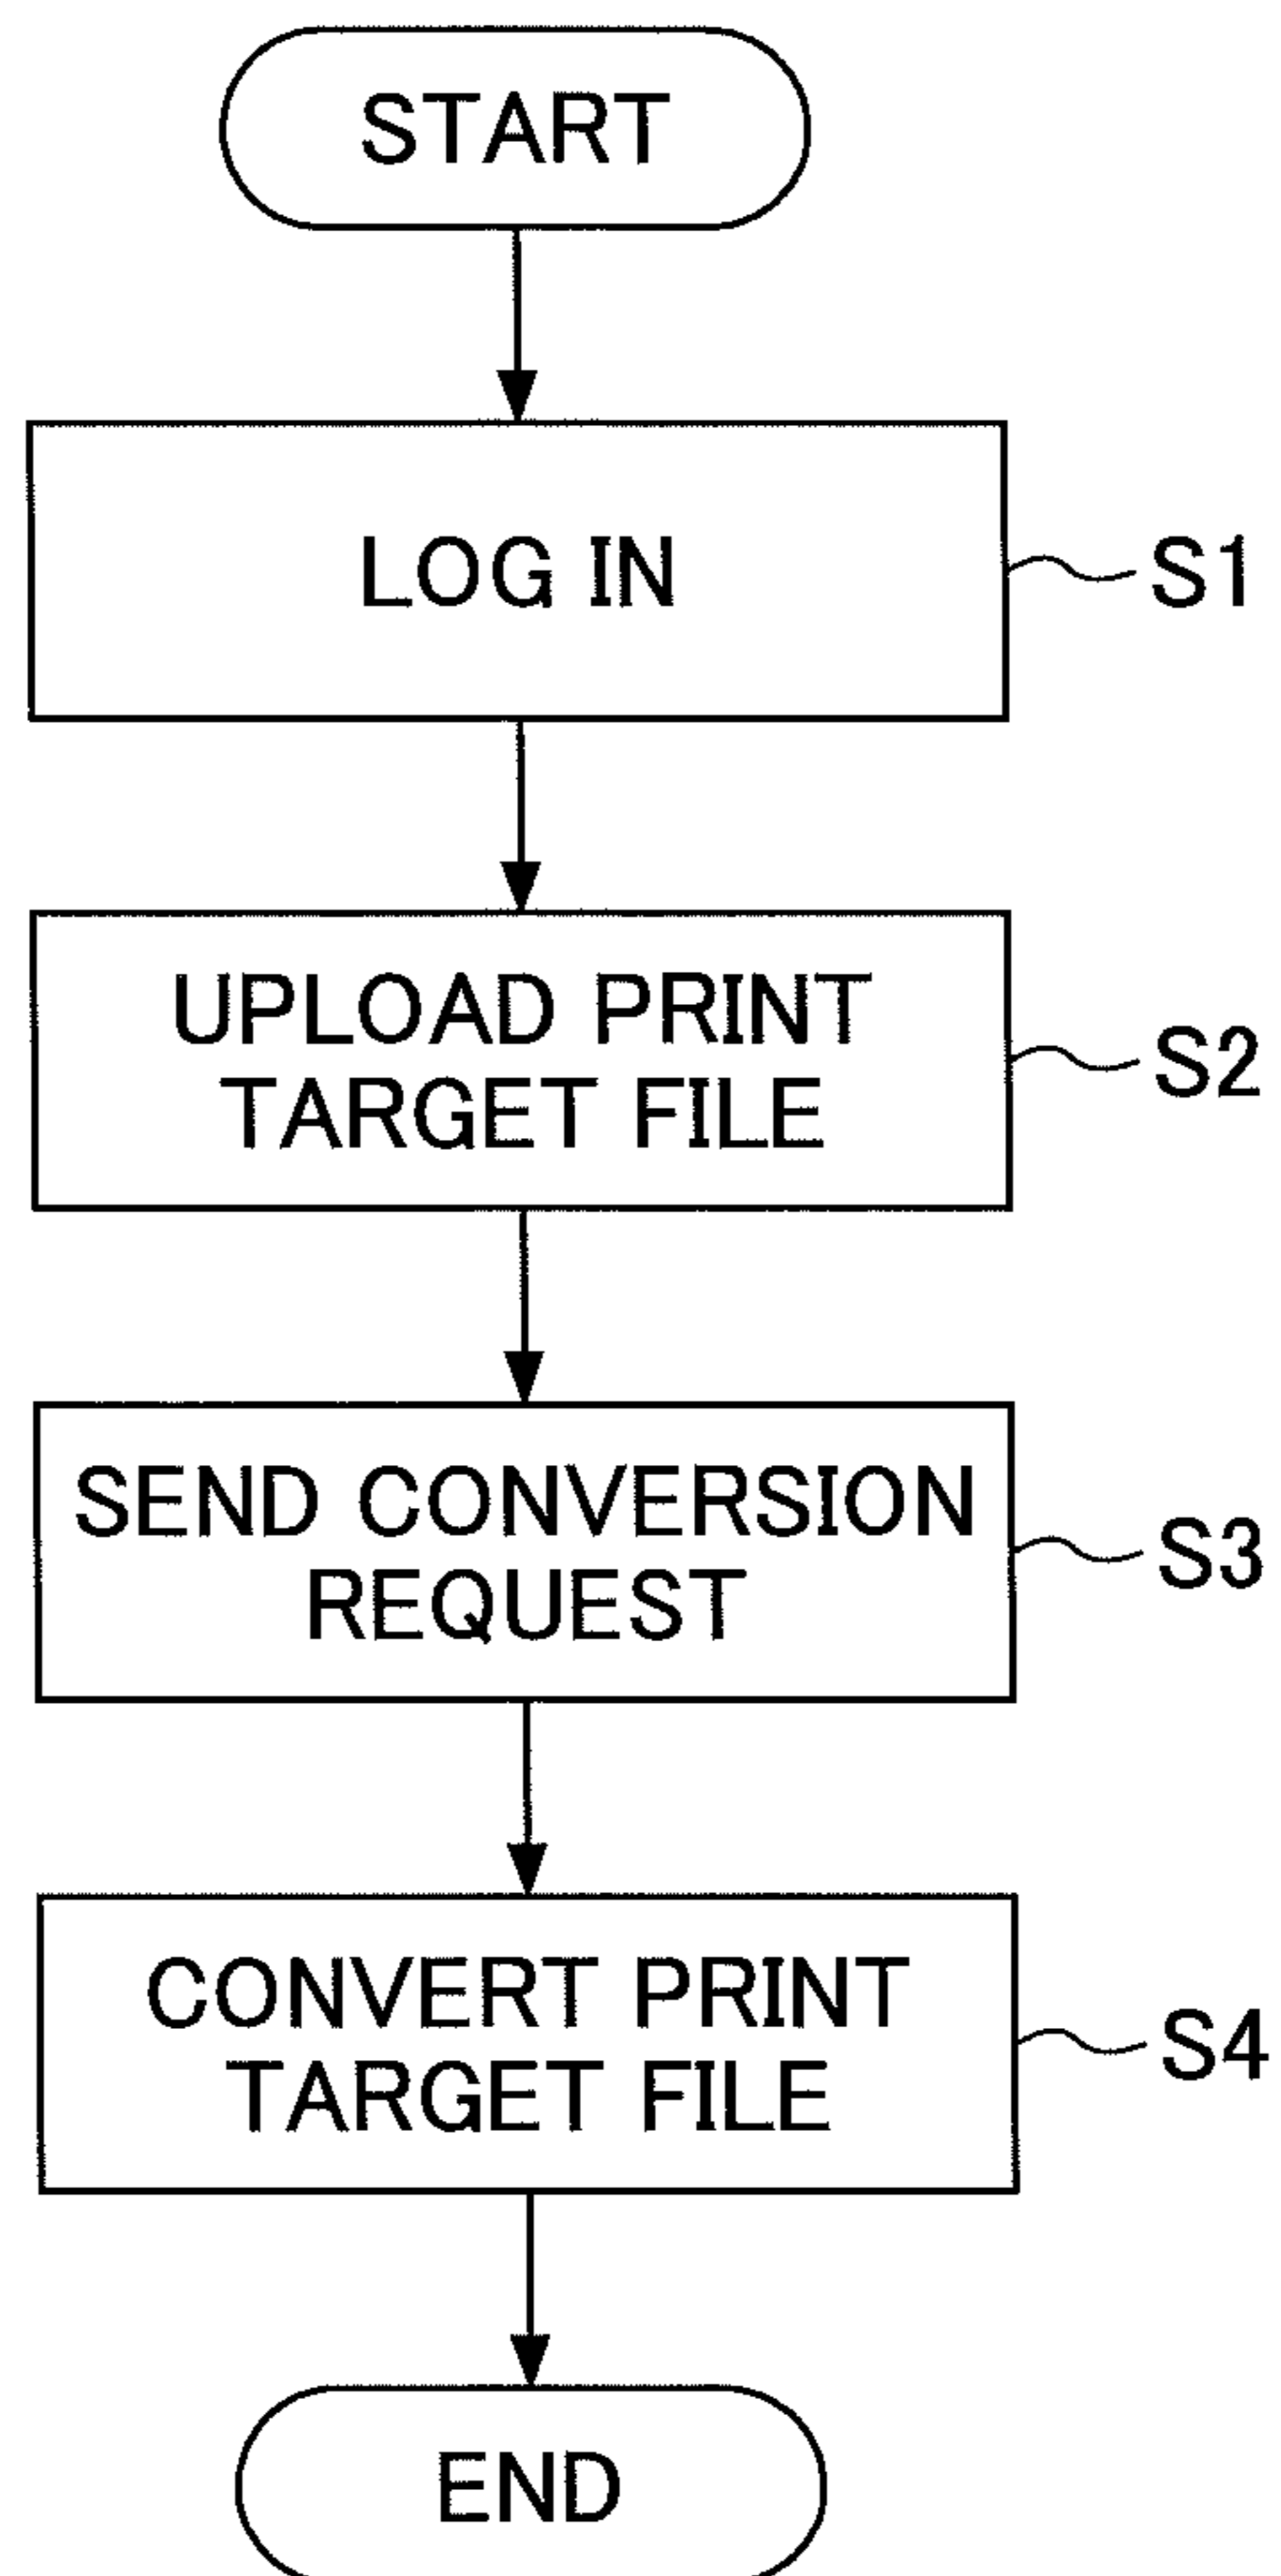 START
LOG IN
S1
UPLOAD PRINT
TARGET FILE
S2
SEND CONVERSION
REQUEST
S3
CONVERT PRINT
TARGET FILE
S4
END